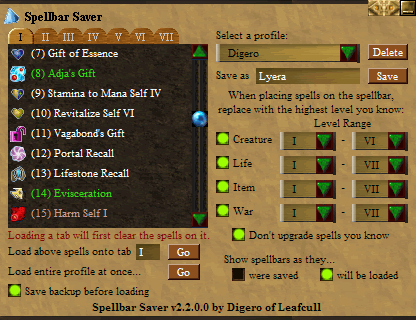 Spellbar Saver
I II III IV V VI VII
(7) Gift of Essence
(8) Adja's Gift
(9) Stamina to Mana Self IV
(10) Revitalize Self VI
(11) Vagabond's Gift
(12) Portal Recall
(13) Lifestone Recall
(14) Evisceration
(15) Harm Self I
Loading a tab will first clear the spells on it.
Load above spells onto tab I Go
Load entire profile at once... Go
Save backup before loading
Select a profile:
Digero Delete
Save as Lyera Save
When placing spells on the spellbar,
replace with the highest level you know:
Level Range
Creature I - VI
Life I - VII
Item I - VII
War I - VII
Don't upgrade spells you know
Show spellbars as they...
were saved will be loaded
Spellbar Saver v2.2.0.0 by Digero of Leafcull